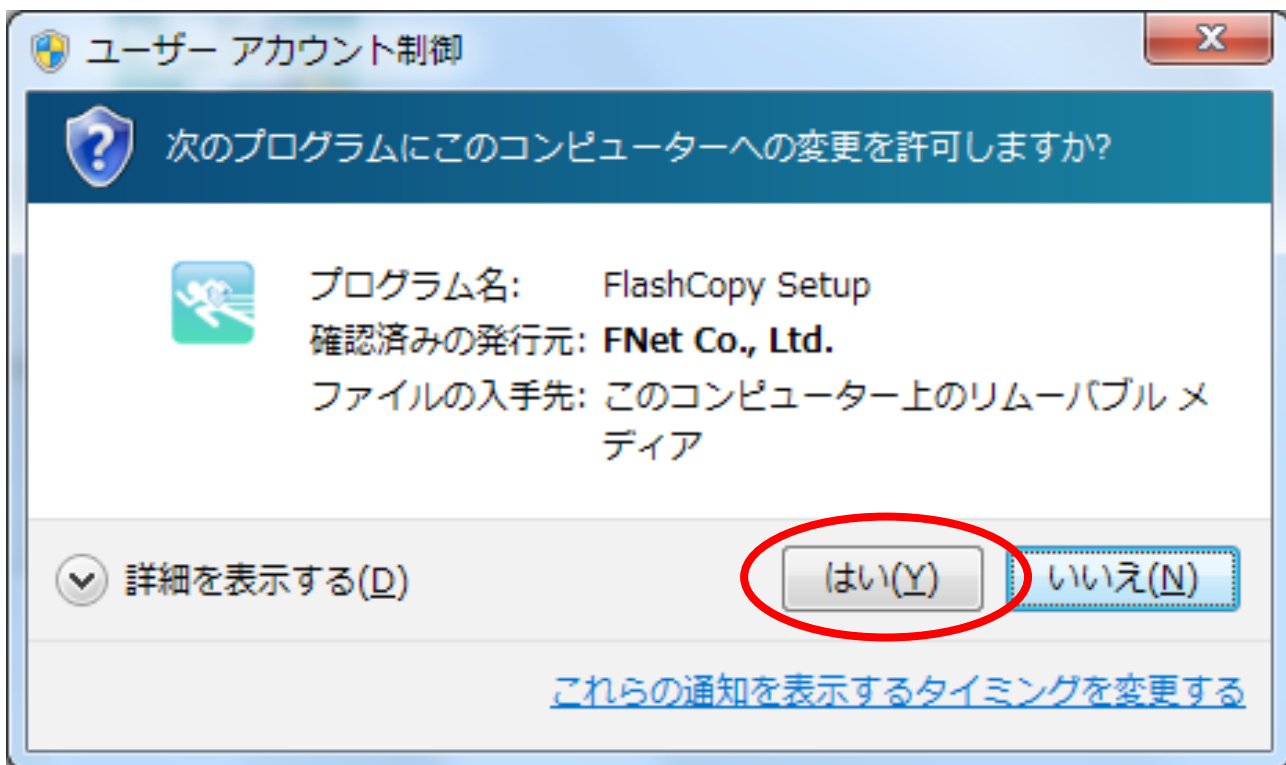 ユーザー アカウント制御
次のプログラムにこのコンピューターへの変更を許可しますか?
プログラム名: FlashCopy Setup
確認済みの発行元: FNet Co., Ltd.
ファイルの入手先: このコンピューター上のリムーバブル メ
ディア
詳細を表示する(D)
はい(Y) いいえ(N)
これらの通知を表示するタイミングを変更する